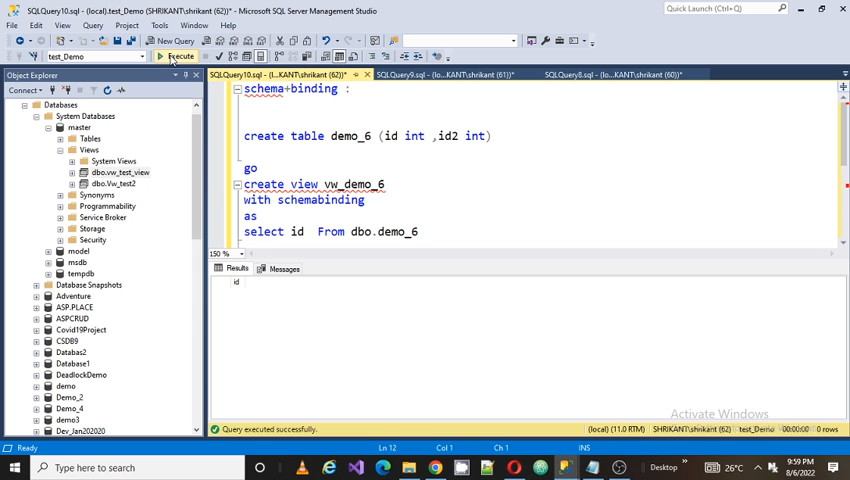 SQLQuery10.sql - (local).test_Demo (SHRIKANT\shrikant (62))* - Microsoft SQL Server Management Studio
Quick Launch (Ctrl+Q)
File Edit View Query Project Tools Window Help
New Query
test_Demo
Execute
Object Explorer
SQLQuery10.sql - (l...KANT\shrikant (62))*
SQLQuery9.sql - (l...KANT\shrikant (61))*
SQLQuery8.sql - (l...KANT\shrikant (60))*
Connect
Databases
System Databases
master
Tables
Views
System Views
dbo.vw_test_view
dbo.Vw_test2
Synonyms
Programmability
Service Broker
Storage
Security
model
msdb
tempdb
Database Snapshots
Adventure
ASP.PLACE
ASPCRUD
Covid19Project
CSDB9
Databas2
Database1
DeadlockDemo
demo
Demo_2
Demo_4
demo3
Dev_Jan202020
schema+binding :
create table demo_6 (id int ,id2 int)
go
create view vw_demo_6
with schemabinding
as
select id From dbo.demo_6
150 %
Results Messages
id
Activate Windows
Query executed successfully.
(local) (11.0 RTM) SHRIKANT\shrikant (62) test_Demo 00:00:00 0 rows
Ready Ln 12 Col 1 Ch 1 INS
Type here to search
Desktop
26°C
9:59 PM
8/6/2022